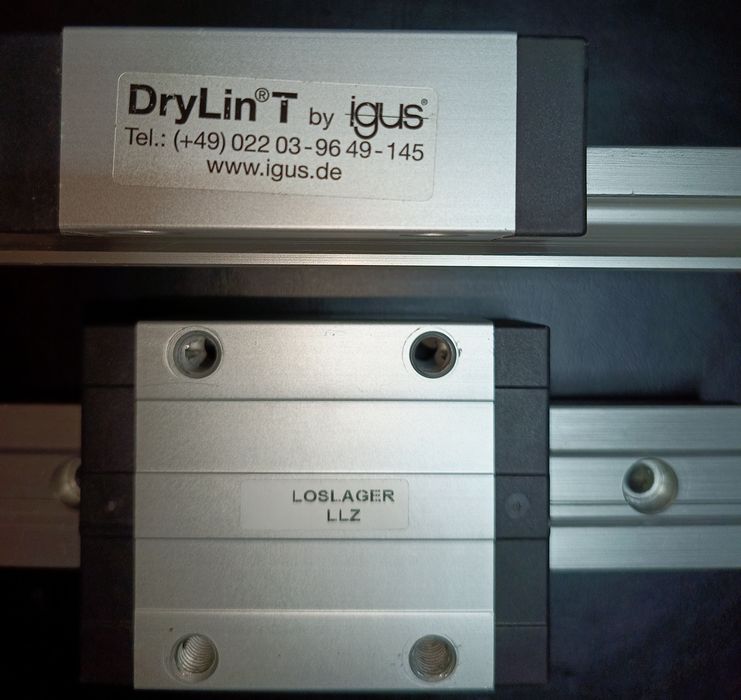 DryLin® T by igus®
Tel.: (+49) 022 03-96 49-145
www.igus.de
LOSLAGER
LLZ